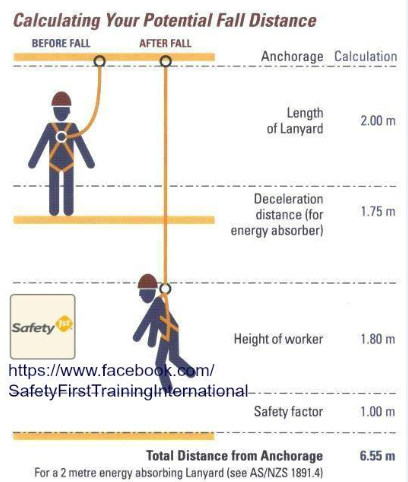 Calculating Your Potential Fall Distance
BEFORE FALL AFTER FALL
Anchorage Calculation
Length
of Lanyard 2.00 m
Deceleration
distance (for
energy absorber) 1.75 m
Safety 1st
Height of worker 1.80 m
https://www.facebook.com/
SafetyFirstTrainingInternational
Safety factor 1.00 m
Total Distance from Anchorage 6.55 m
For a 2 metre energy absorbing Lanyard (see AS/NZS 1891.4)